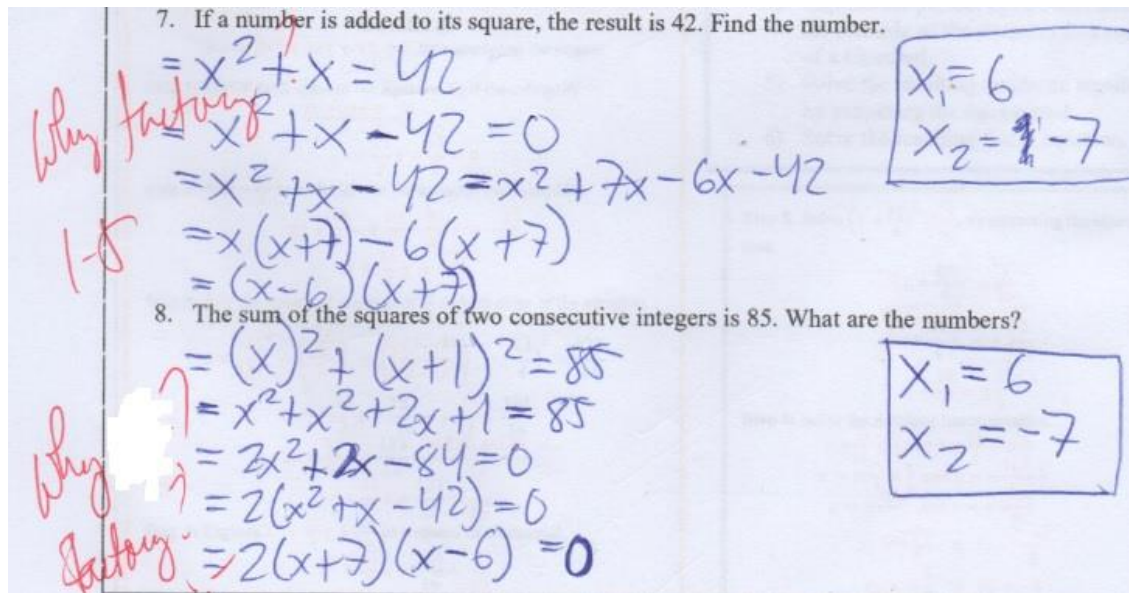 7. If a number is added to its square, the result is 42. Find the number.
= x² + x = 42
= x² + x - 42 = 0
= x² + x - 42 = x² + 7x - 6x - 42
= x(x+7) - 6(x+7)
= (x-6)(x+7)
x₁ = 6
x₂ = -7
Why factory
8. The sum of the squares of two consecutive integers is 85. What are the numbers?
= (x)² + (x+1)² = 85
= x² + x² + 2x + 1 = 85
= 2x² + 2x - 84 = 0
= 2(x² + x - 42) = 0
= 2(x+7)(x-6) = 0
x₁ = 6
x₂ = -7
Why
factory.